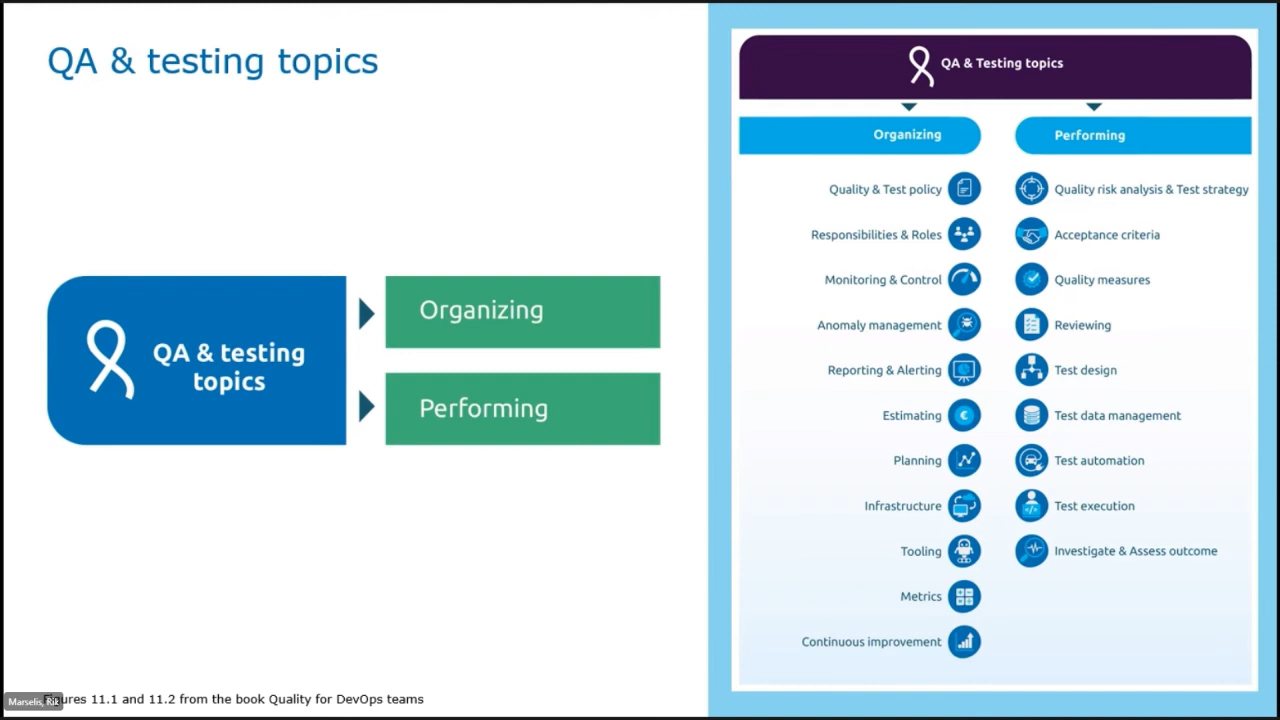 QA & testing topics
QA & testing
topics
Organizing
Performing
Figures 11.1 and 11.2 from the book Quality for DevOps teams
Marselis, Rik
QA & Testing topics
Organizing
Performing
Quality & Test policy
Quality risk analysis & Test strategy
Responsibilities & Roles
Acceptance criteria
Monitoring & Control
Quality measures
Anomaly management
Reviewing
Reporting & Alerting
Test design
Estimating
Test data management
Planning
Test automation
Infrastructure
Test execution
Tooling
Investigate & Assess outcome
Metrics
Continuous improvement